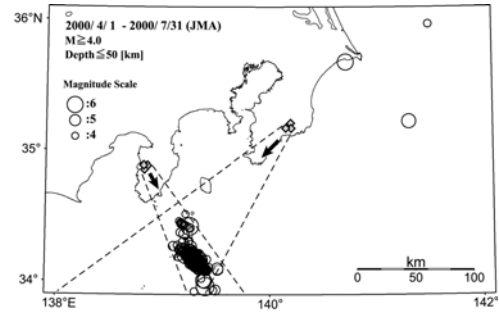 36°N
2000/ 4/ 1 - 2000/ 7/31 (JMA)
M≧4.0
Depth≦50 [km]
Magnitude Scale
:6
:5
:4
35°
34°
km
0 50 100
138°E 140° 142°